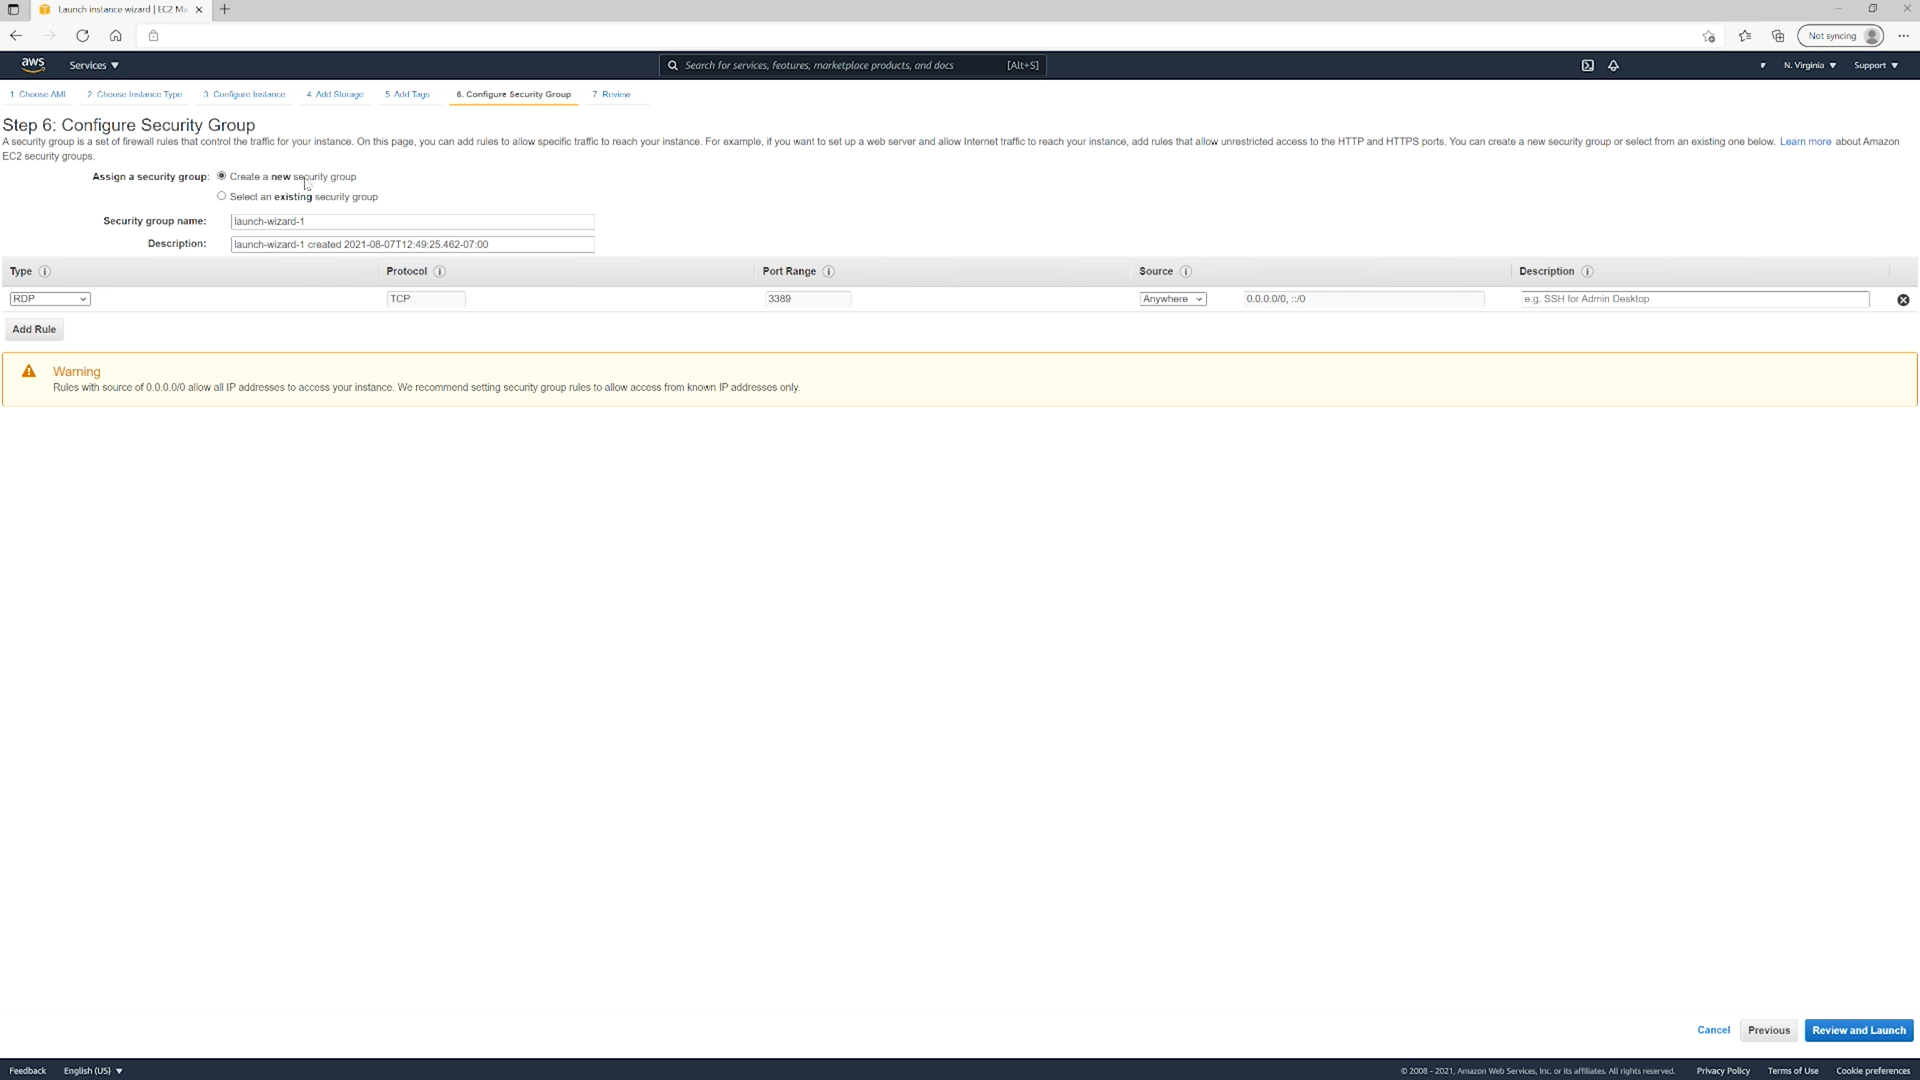 Launch instance wizard | EC2 Ma
Not syncing
aws Services Search for services, features, marketplace products, and docs [Alt+S] N. Virginia Support
1. Choose AMI 2. Choose Instance Type 3. Configure Instance 4. Add Storage 5. Add Tags 6. Configure Security Group 7. Review
Step 6: Configure Security Group
A security group is a set of firewall rules that control the traffic for your instance. On this page, you can add rules to allow specific traffic to reach your instance. For example, if you want to set up a web server and allow Internet traffic to reach your instance, add rules that allow unrestricted access to the HTTP and HTTPS ports. You can create a new security group or select from an existing one below. Learn more about Amazon
EC2 security groups.
Assign a security group: Create a new security group
Select an existing security group
Security group name: launch-wizard-1
Description: launch-wizard-1 created 2021-08-07T12:49:25.462-07:00
Type i Protocol i Port Range i Source i Description i
RDP TCP 3389 Anywhere 0.0.0.0/0, ::/0 e.g. SSH for Admin Desktop
Add Rule
Warning
Rules with source of 0.0.0.0/0 allow all IP addresses to access your instance. We recommend setting security group rules to allow access from known IP addresses only.
Cancel Previous Review and Launch
Feedback English (US) © 2008 - 2021, Amazon Web Services, Inc. or its affiliates. All rights reserved. Privacy Policy Terms of Use Cookie preferences